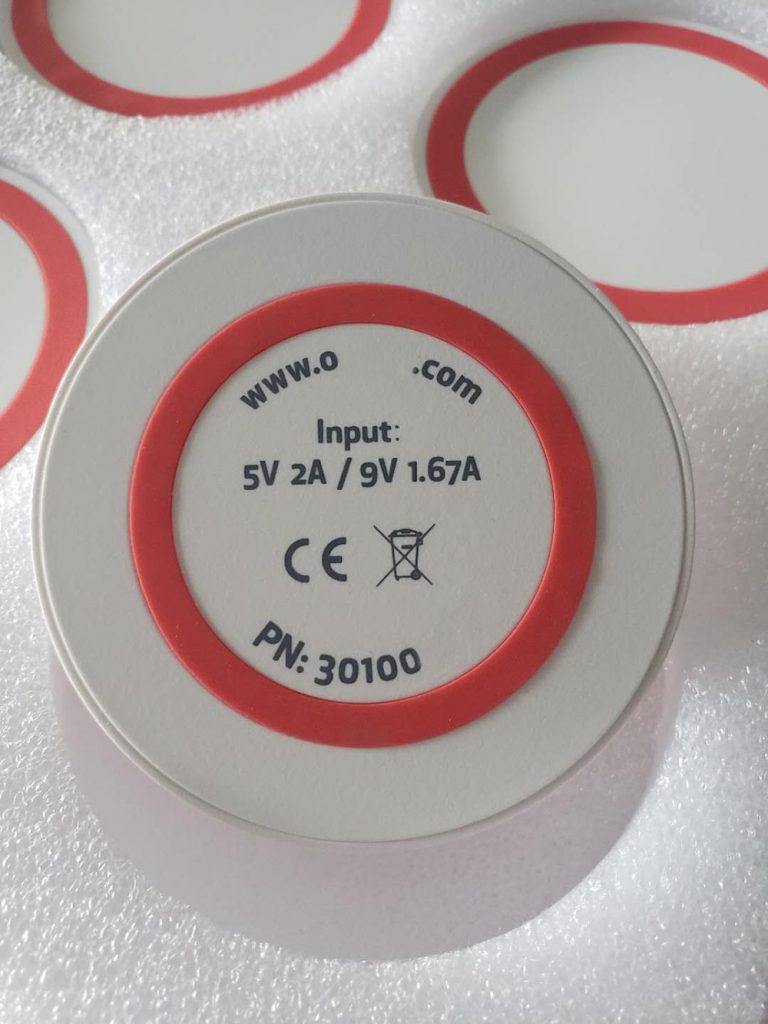 www.o .com
Input:
5V 2A / 9V 1.67A
CE
PN: 30100